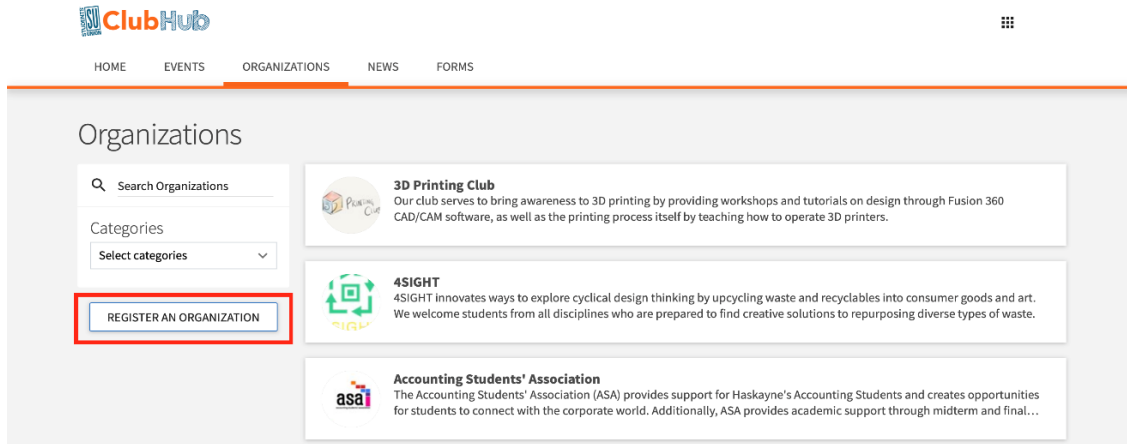 STUDENTS' UNION SU ClubHub
HOME EVENTS ORGANIZATIONS NEWS FORMS
Organizations
Search Organizations
Categories
Select categories
REGISTER AN ORGANIZATION
PRINTING
CLUB
3D Printing Club
Our club serves to bring awareness to 3D printing by providing workshops and tutorials on design through Fusion 360
CAD/CAM software, as well as the printing process itself by teaching how to operate 3D printers.
4SIGHT
4SIGHT innovates ways to explore cyclical design thinking by upcycling waste and recyclables into consumer goods and art.
We welcome students from all disciplines who are prepared to find creative solutions to repurposing diverse types of waste.
asa
Accounting Students' Association
The Accounting Students' Association (ASA) provides support for Haskayne's Accounting Students and creates opportunities
for students to connect with the corporate world. Additionally, ASA provides academic support through midterm and final...